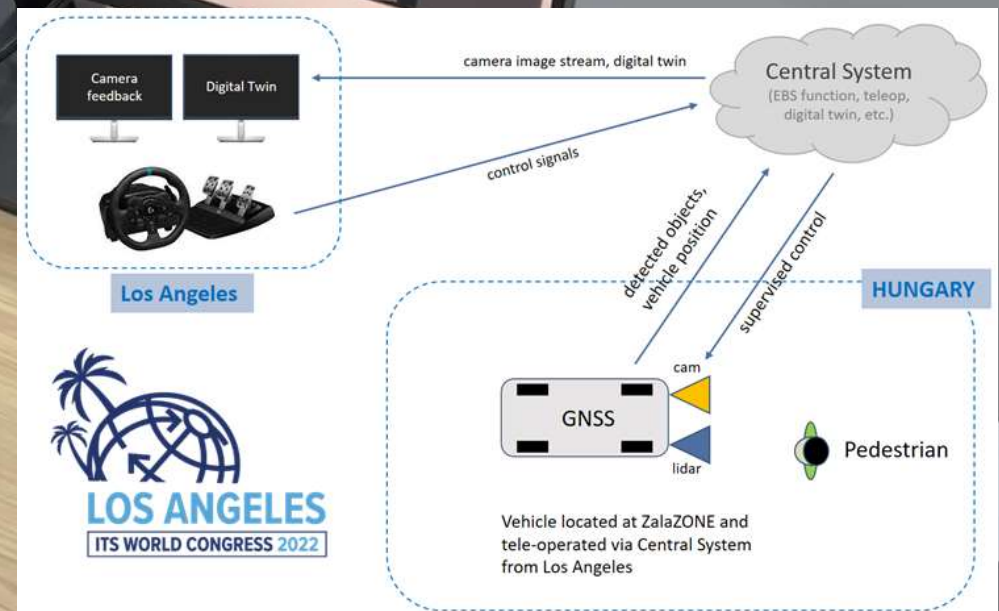 Camera
feedback
Digital Twin
camera image stream, digital twin
Central System
(EBS function, teleop,
digital twin, etc.)
control signals
Los Angeles
detected objects,
vehicle position
supervised control
HUNGARY
cam
GNSS
lidar
Pedestrian
Vehicle located at ZalaZONE and
tele-operated via Central System
from Los Angeles
LOS ANGELES
ITS WORLD CONGRESS 2022